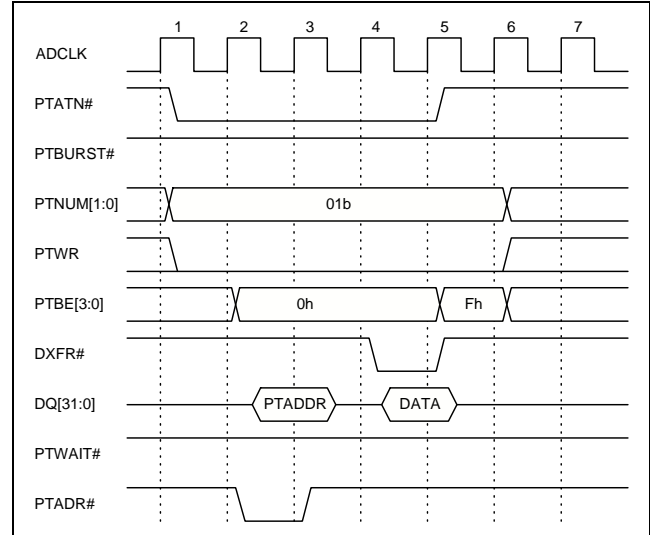 1 2 3 4 5 6 7
ADCLK
PTATN#
PTBURST#
PTNUM[1:0] 01b
PTWR
PTBE[3:0] 0h Fh
DXFR#
DQ[31:0] PTADDR DATA
PTWAIT#
PTADR#